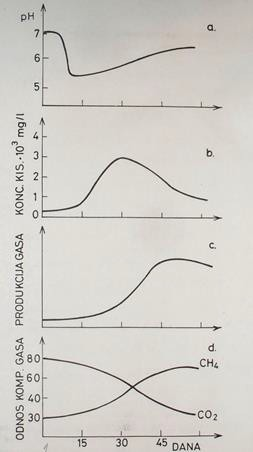 pH
a.
7
6
5
KONC. KIS. · 10³ mg/l
b.
4
3
2
1
0
PRODUKCIJA GASA
c.
ODNOS KOMP. GASA
d.
80
60
40
30
CH₄
CO₂
15 30 45 DANA